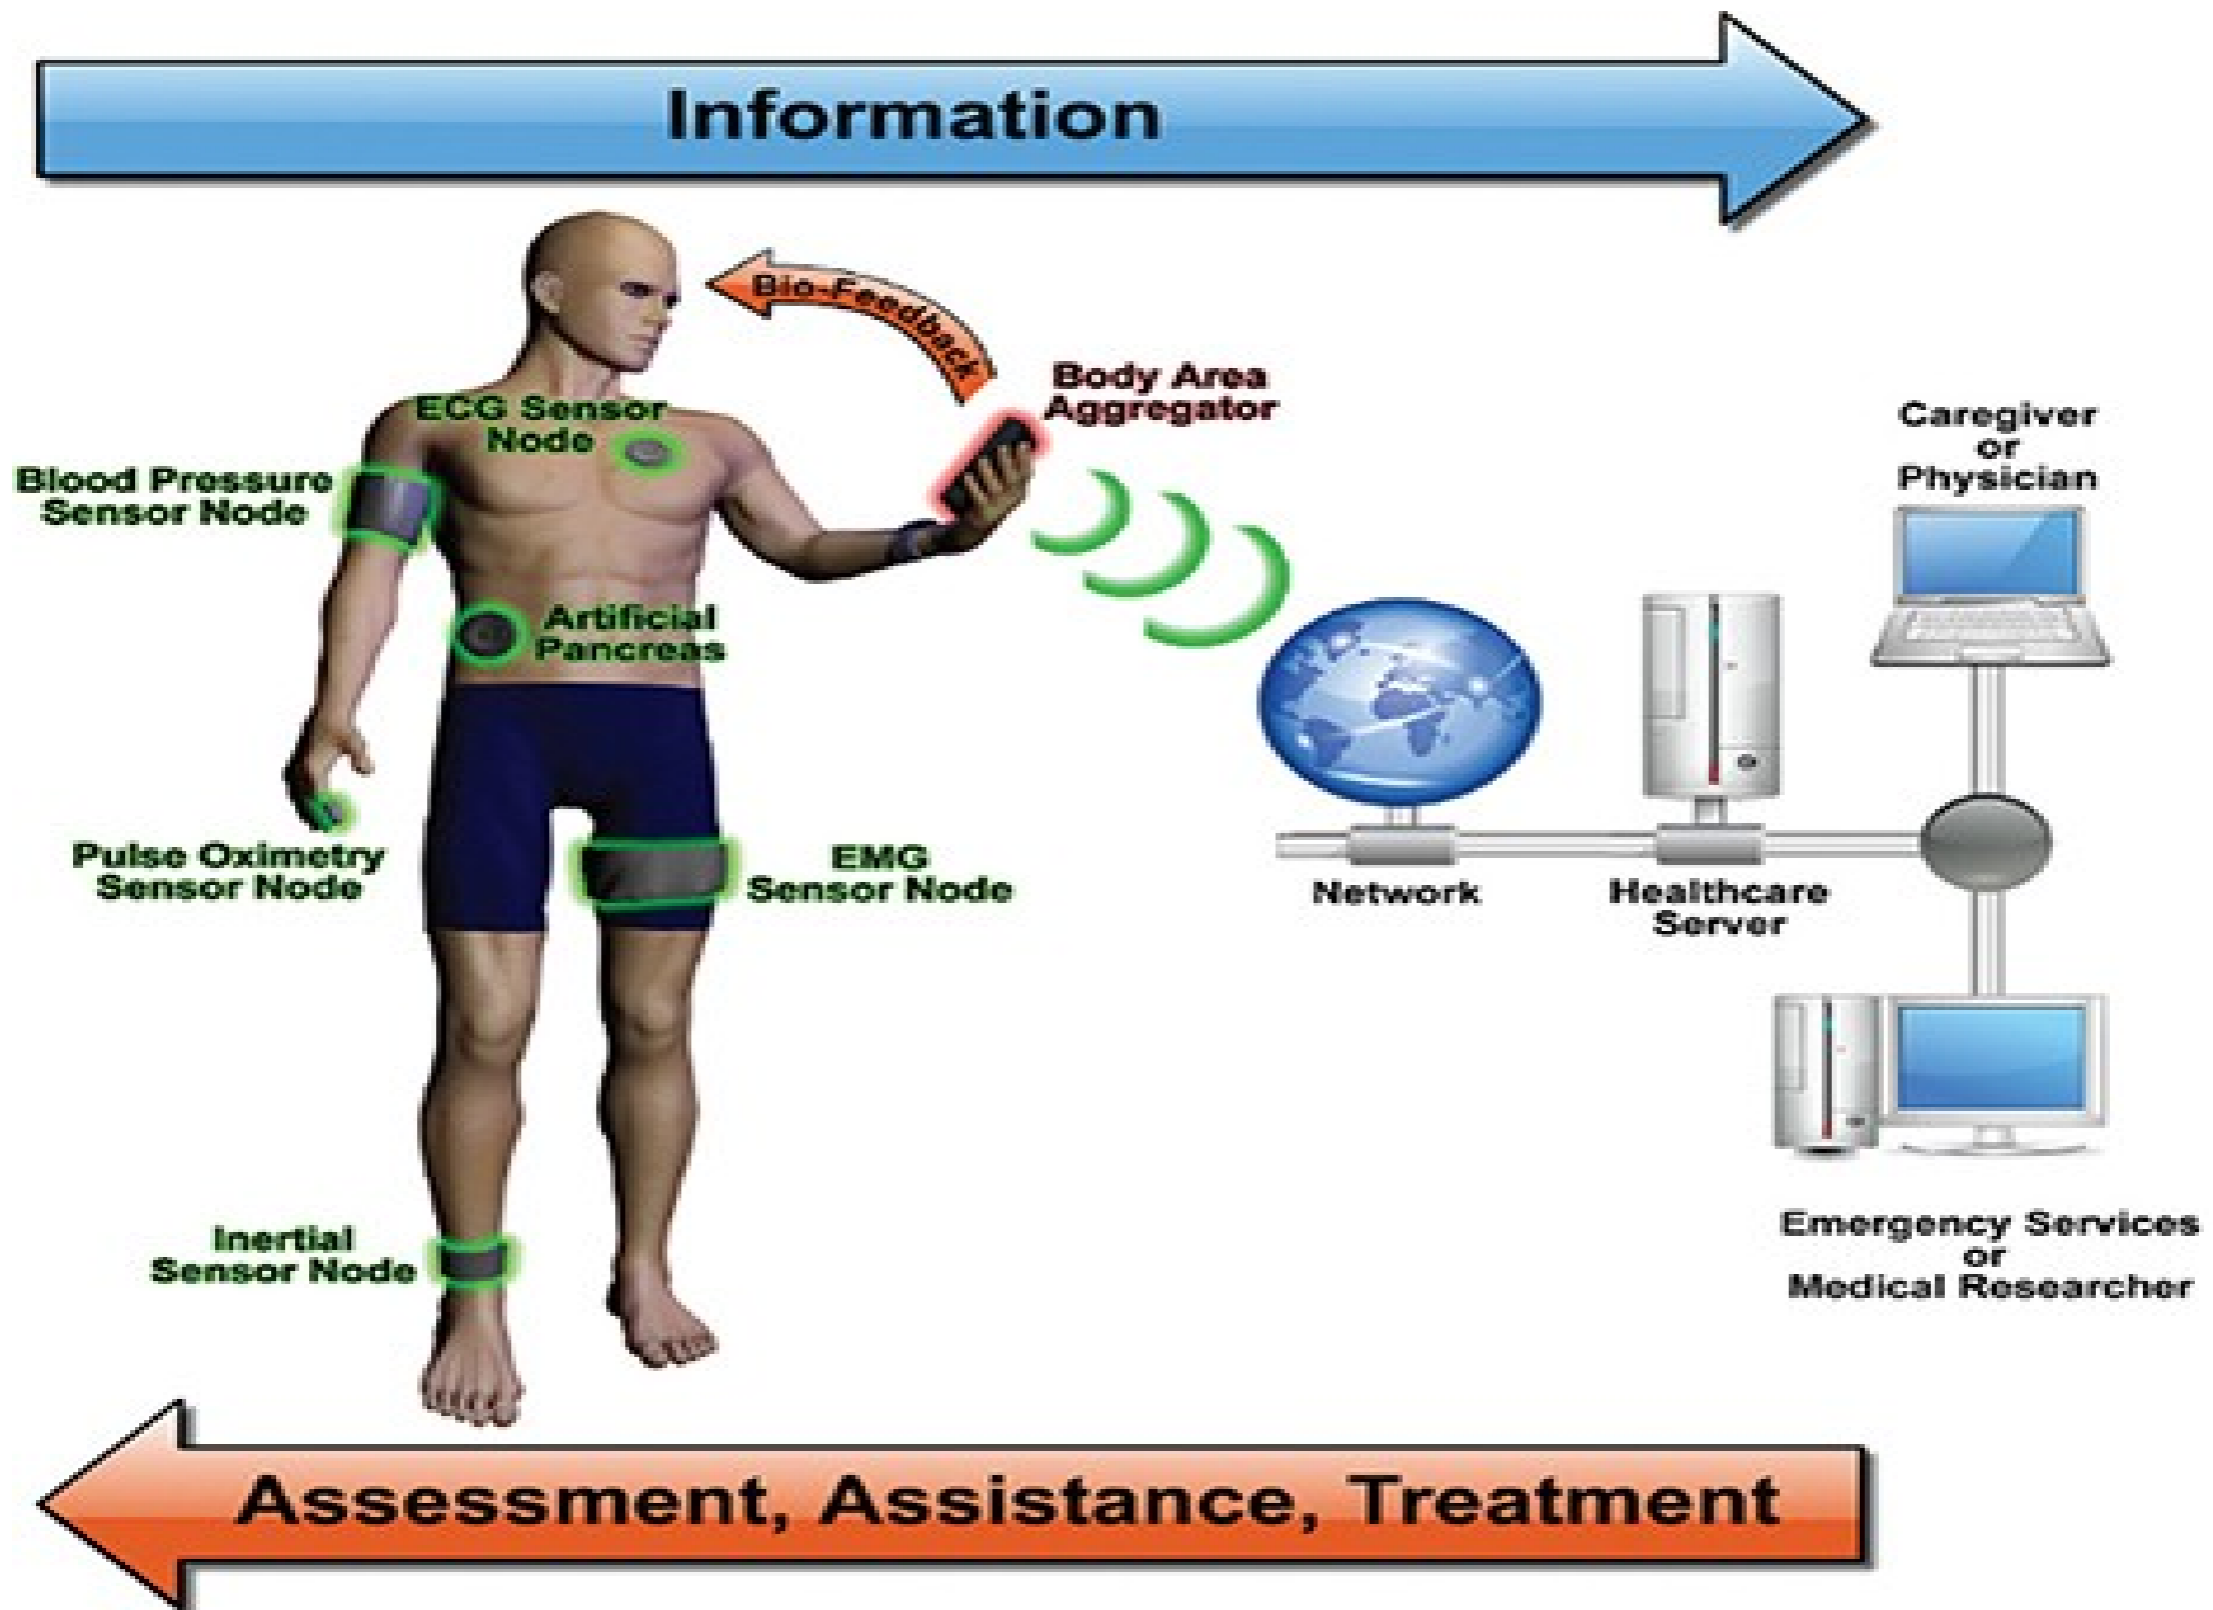 Information
Bio-Feedback
Body Area
Aggregator
ECG Sensor
Node
Blood Pressure
Sensor Node
Caregiver
or
Physician
Artificial
Pancreas
Pulse Oximetry
Sensor Node
EMG
Sensor Node
Network
Healthcare
Server
Inertial
Sensor Node
Emergency Services
or
Medical Researcher
Assessment, Assistance, Treatment